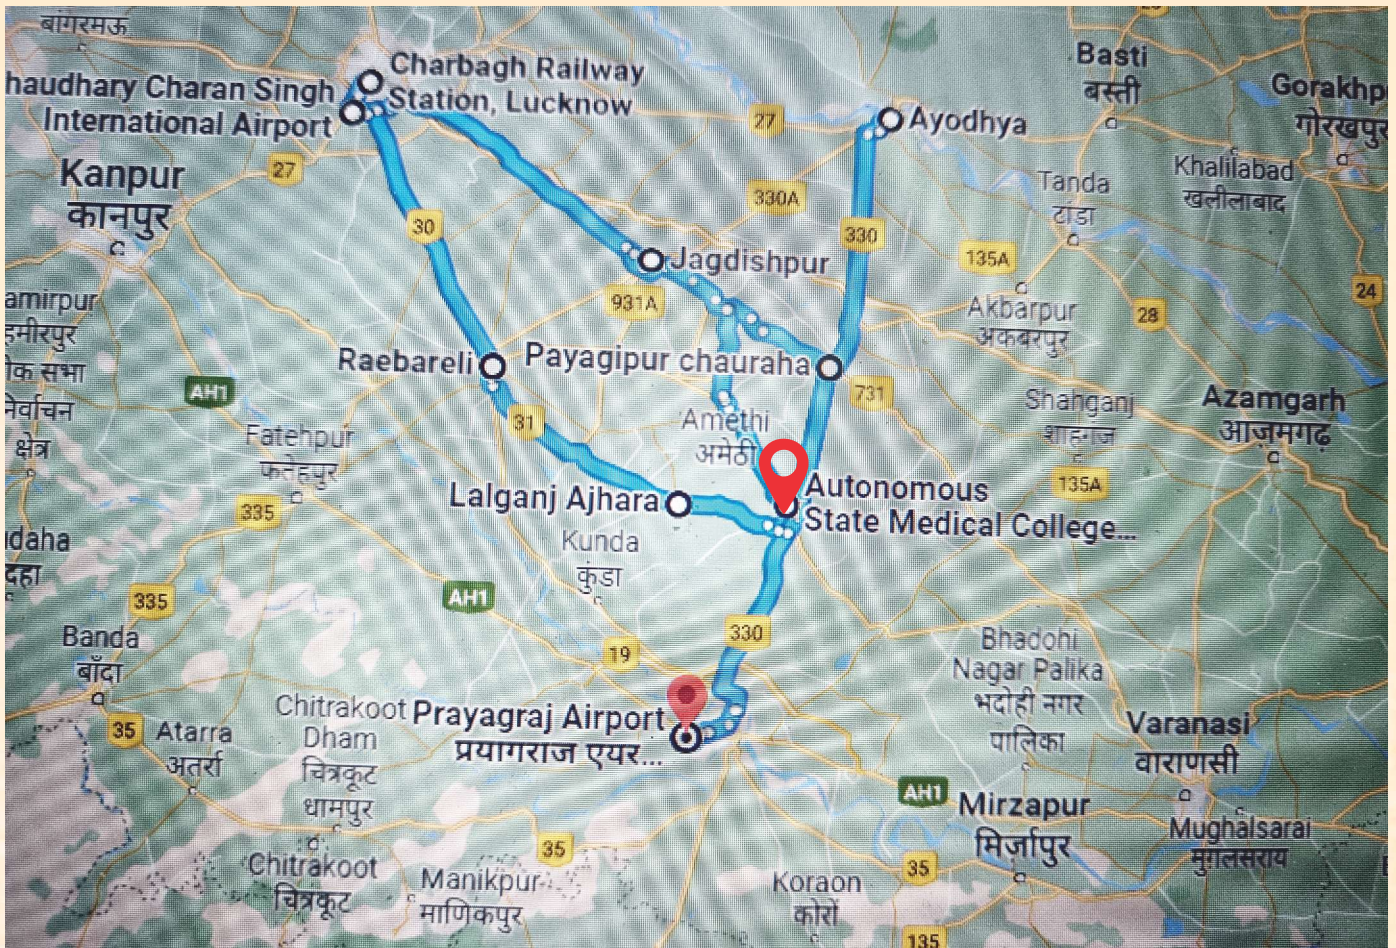 बांगरमऊ
haudhary Charan Singh
International Airport
Charbagh Railway
Station, Lucknow
27
Ayodhya
Basti
बस्ती
Gorakhp
गोरखपुर
Kanpur
कानपुर
27
30
330A
330
Tanda
टांडा
Khalilabad
खलीलाबाद
Jagdishpur
135A
24
amirpur
हमीरपुर
931A
Akbarpur
अकबरपुर
28
Raebareli
Payagipur chauraha
731
AH1
क सभा
निर्वाचन
क्षेत्र
Fatehpur
फतेहपुर
31
Amethi
अमेठी
Shahganj
शाहगंज
Azamgarh
आज़मगढ़
135A
Lalganj Ajhara
Autonomous
State Medical College...
335
Kunda
कुंडा
335
AH1
330
19
Banda
बाँदा
Bhadohi
Nagar Palika
भदोही नगर
पालिका
35
Atarra
अतर्रा
Chitrakoot
Dham
चित्रकूट
धामपुर
Prayagraj Airport
प्रयागराज एयर...
Varanasi
वाराणसी
AH1
Mirzapur
मिर्ज़ापुर
Mughalsarai
मुगलसराय
35
35
Chitrakoot
चित्रकूट
Manikpur
माणिकपुर
Koraon
कोरों
135